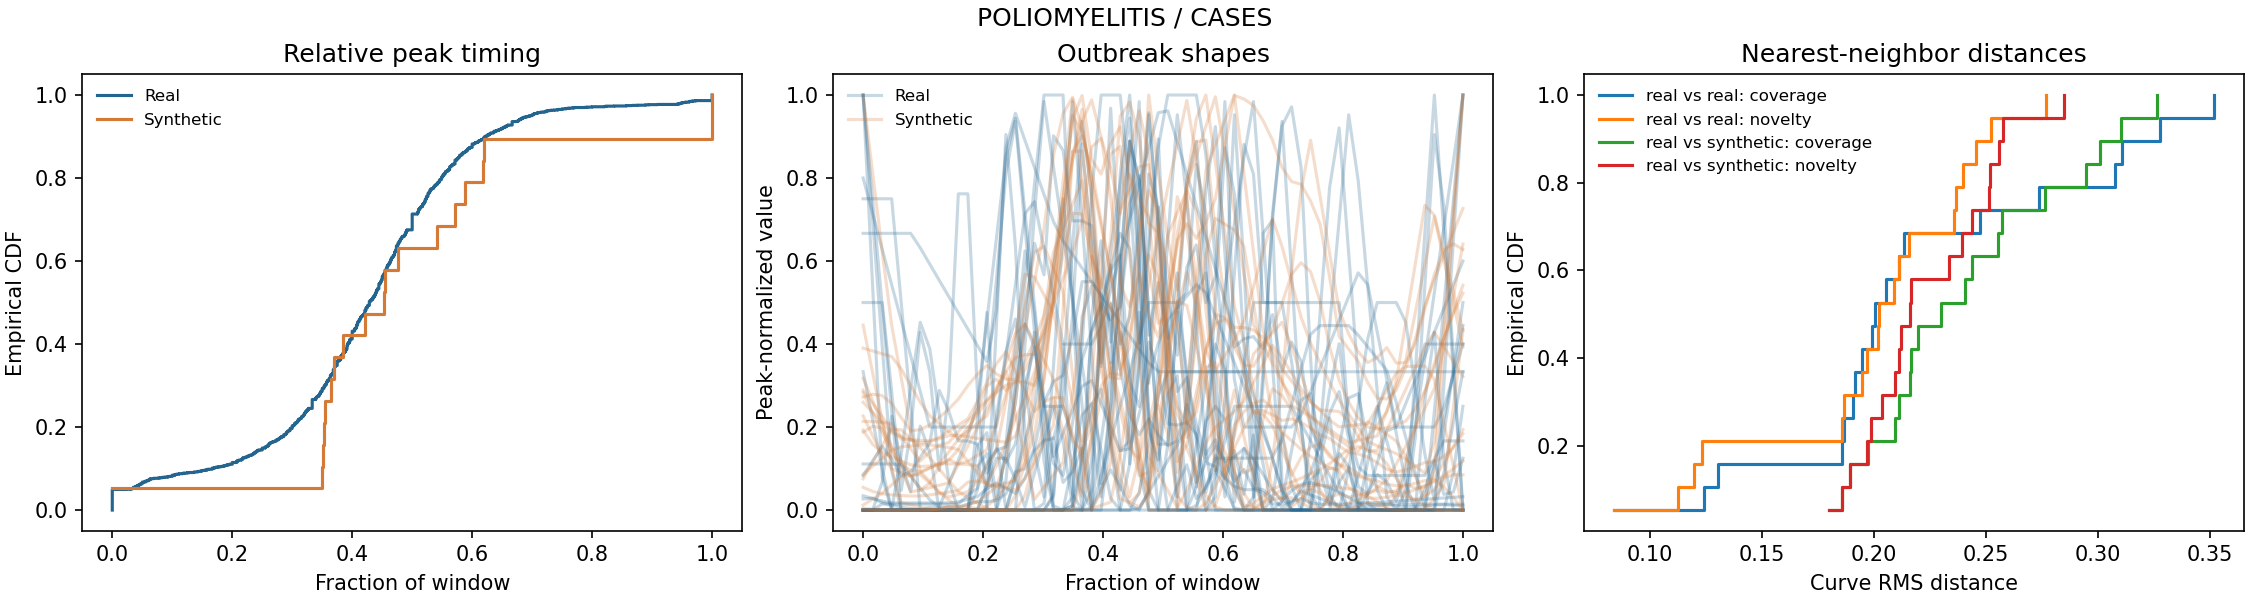 POLIOMYELITIS / CASES
Relative peak timing
Real
Synthetic
1.0
0.8
0.6
0.4
0.2
0.0
Empirical CDF
0.0 0.2 0.4 0.6 0.8 1.0
Fraction of window
Outbreak shapes
Real
Synthetic
1.0
0.8
0.6
0.4
0.2
0.0
Peak-normalized value
0.0 0.2 0.4 0.6 0.8 1.0
Fraction of window
Nearest-neighbor distances
real vs real: coverage
real vs real: novelty
real vs synthetic: coverage
real vs synthetic: novelty
1.0
0.8
0.6
0.4
0.2
Empirical CDF
0.10 0.15 0.20 0.25 0.30 0.35
Curve RMS distance